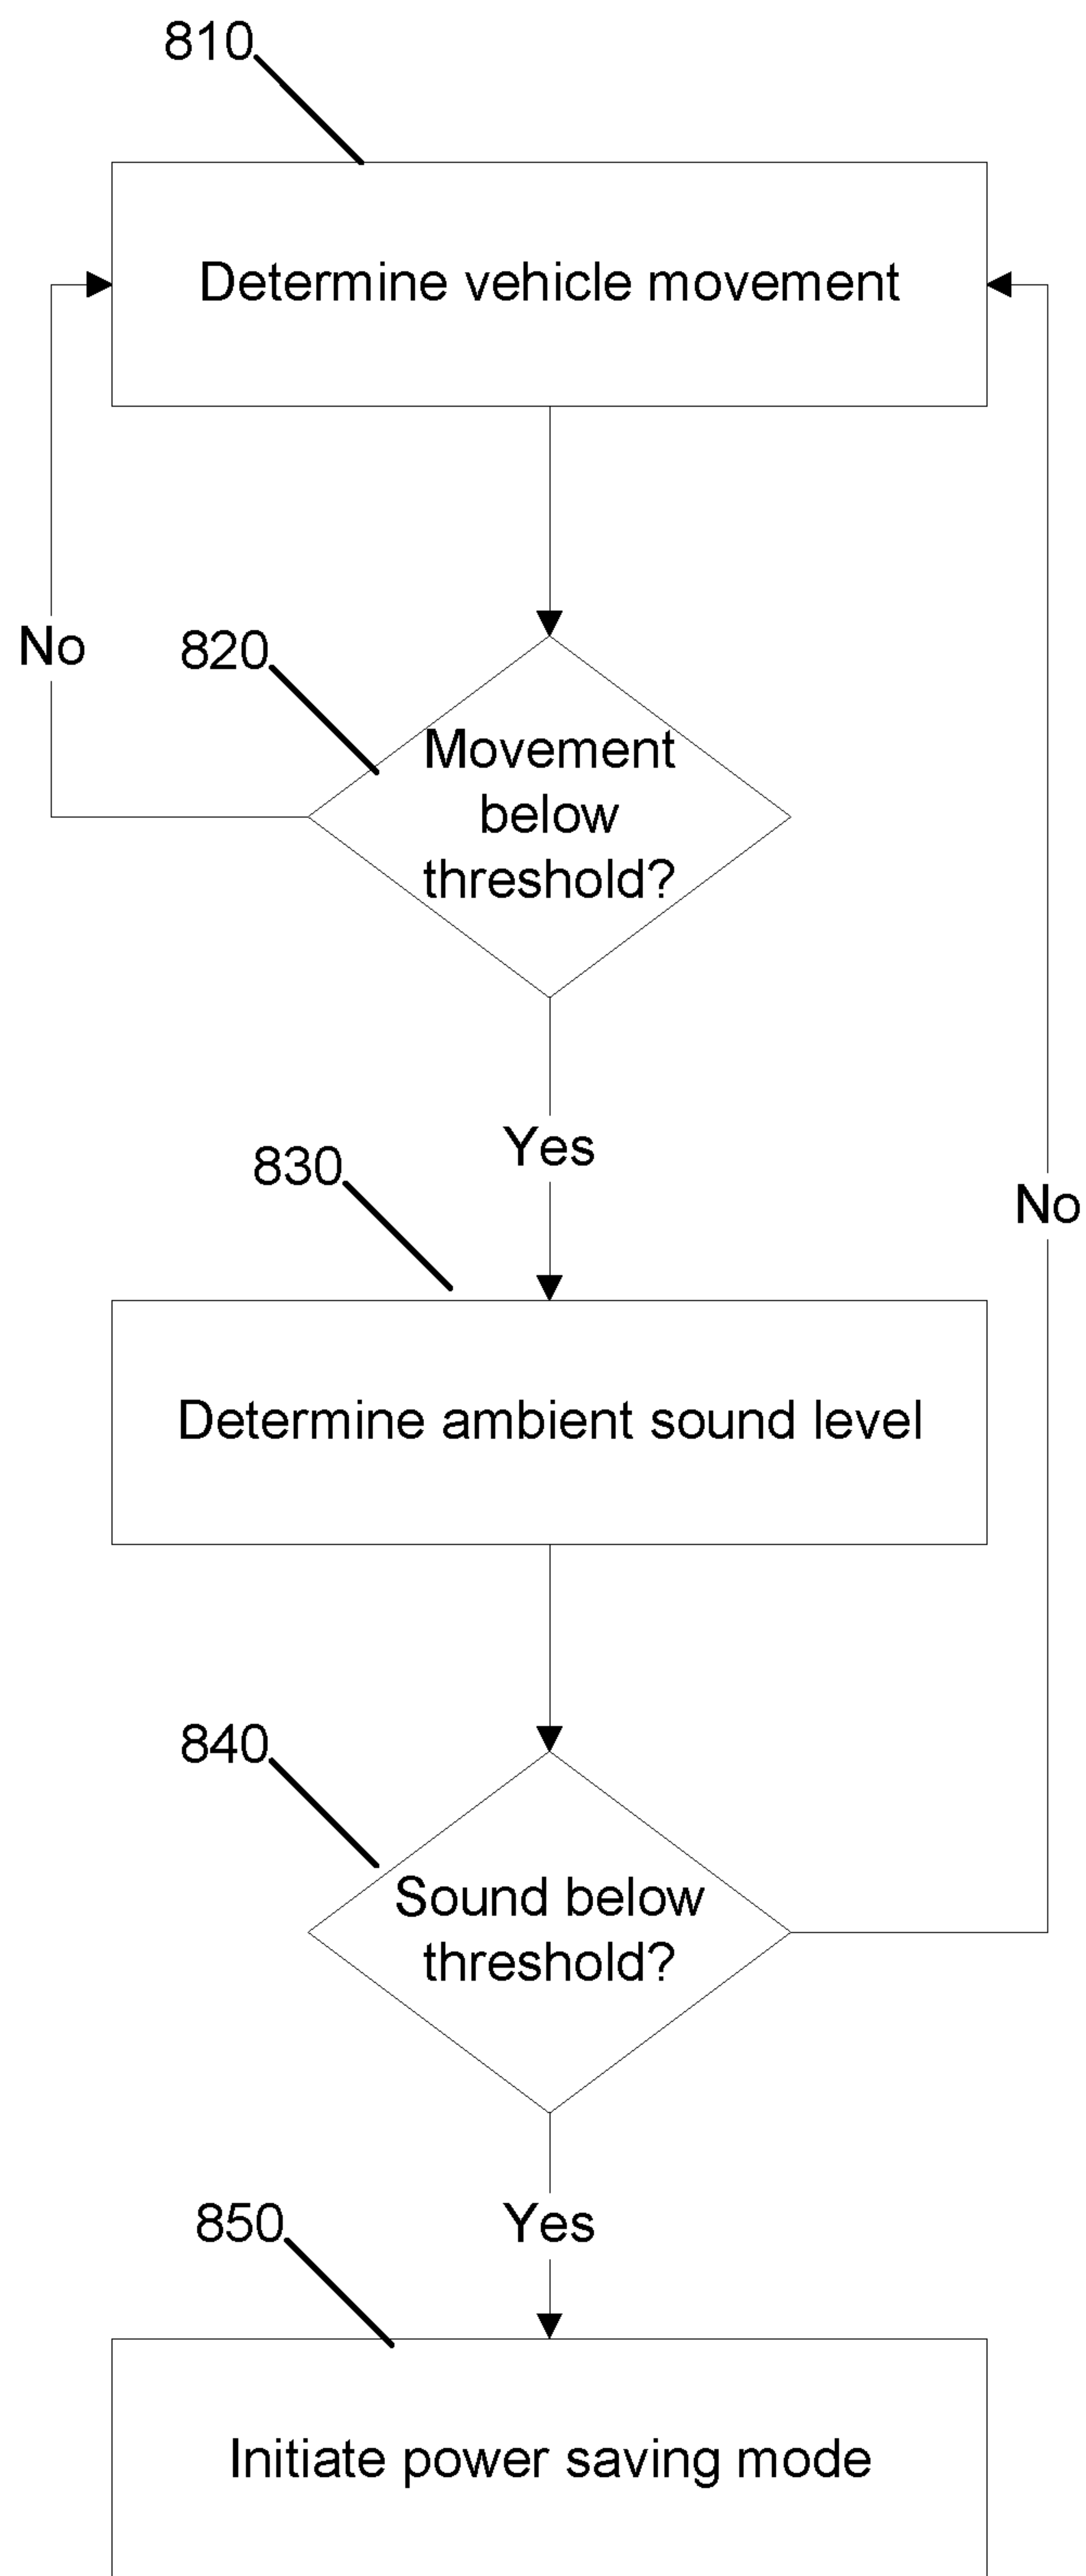 810
Determine vehicle movement
No
820
Movement
below
threshold?
Yes
830
No
Determine ambient sound level
840
Sound below
threshold?
850
Yes
Initiate power saving mode